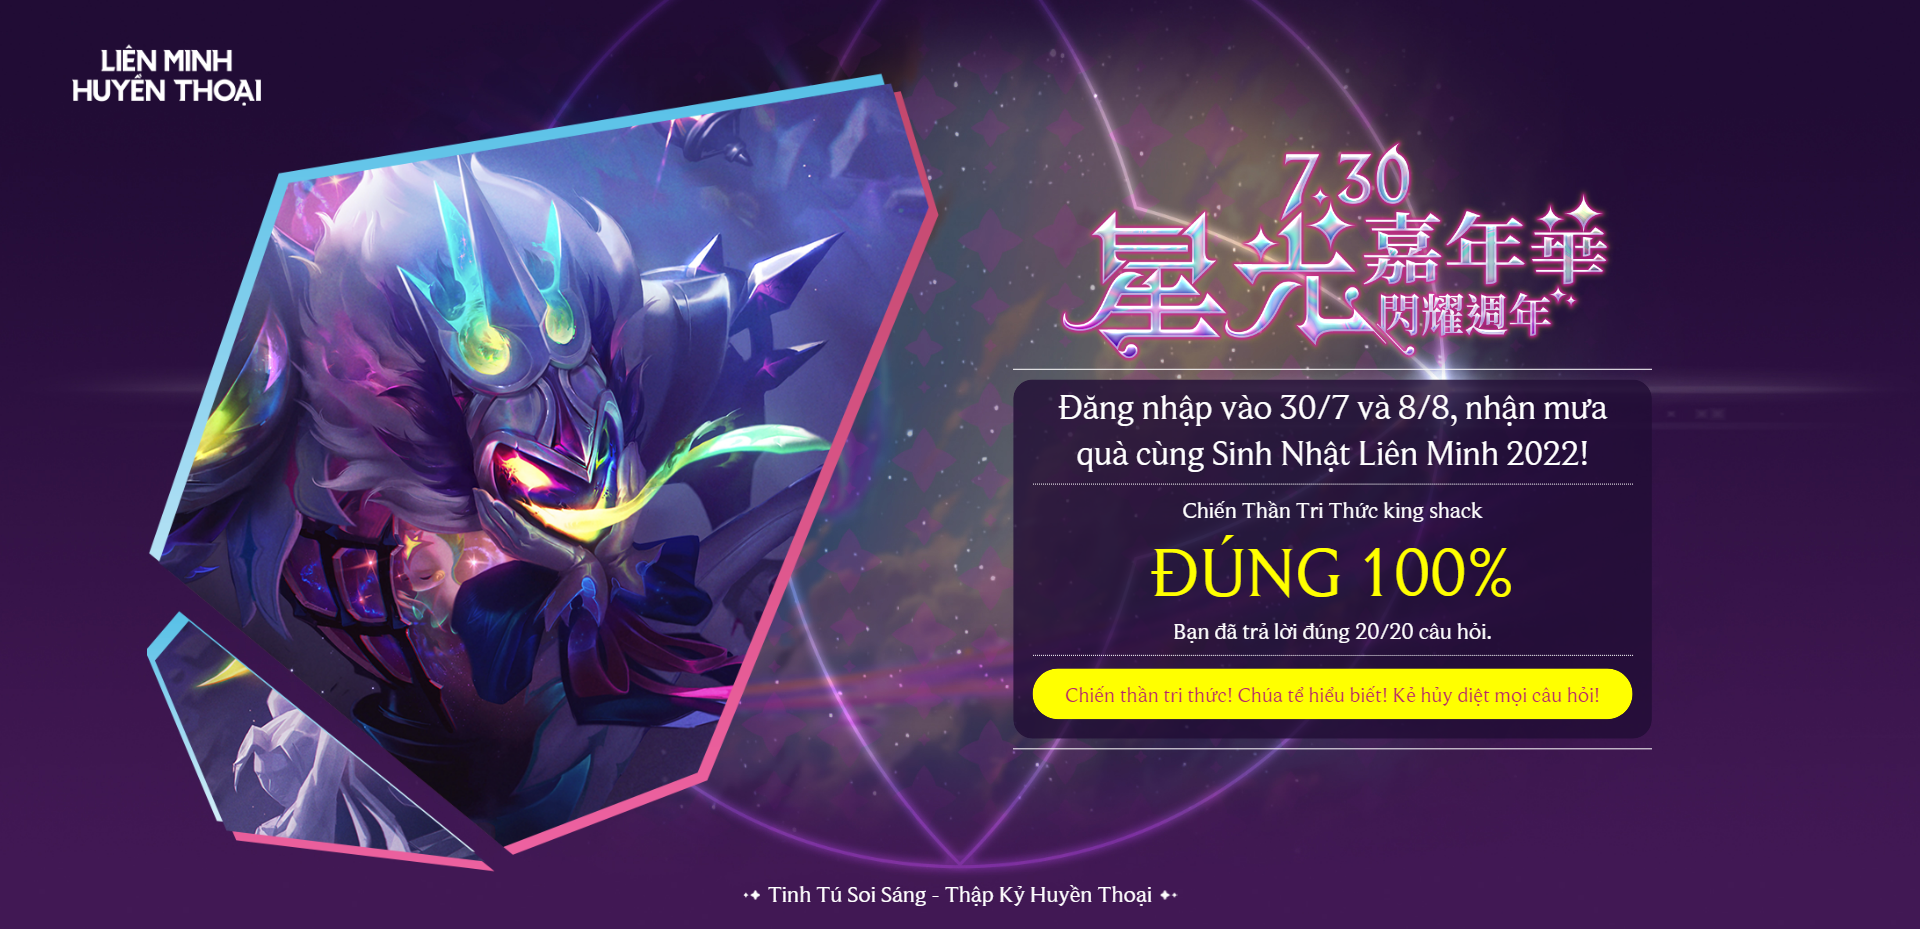 LIÊN MINH
HUYỀN THOẠI
7.30
星光嘉年華
閃耀週年
Đăng nhập vào 30/7 và 8/8, nhận mưa
quà cùng Sinh Nhật Liên Minh 2022!
Chiến Thần Tri Thức king shack
ĐÚNG 100%
Bạn đã trả lời đúng 20/20 câu hỏi.
Chiến thần tri thức! Chúa tể hiểu biết! Kẻ hủy diệt mọi câu hỏi!
Tinh Tú Soi Sáng - Thập Kỷ Huyền Thoại